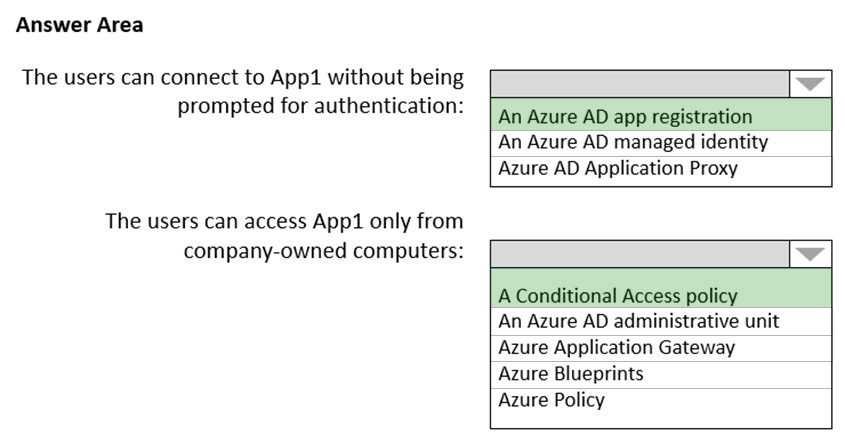 Answer Area
The users can connect to App1 without being
prompted for authentication:
An Azure AD app registration
An Azure AD managed identity
Azure AD Application Proxy
The users can access App1 only from
company-owned computers:
A Conditional Access policy
An Azure AD administrative unit
Azure Application Gateway
Azure Blueprints
Azure Policy